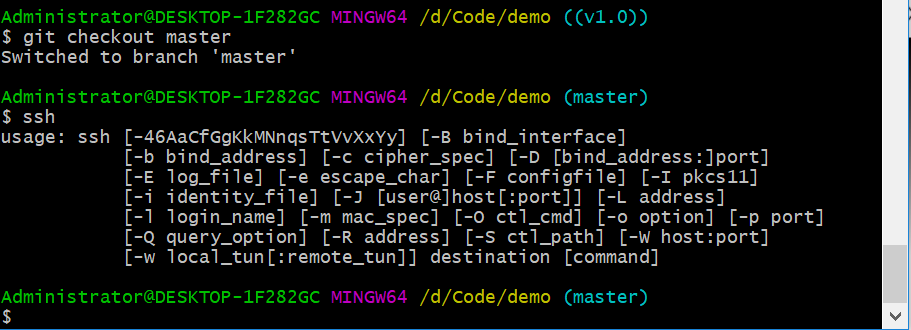 Administrator@DESKTOP-1F282GC MINGW64 /d/Code/demo ((v1.0))
$ git checkout master
Switched to branch 'master'

Administrator@DESKTOP-1F282GC MINGW64 /d/Code/demo (master)
$ ssh
usage: ssh [-46AaCfGgKkMNnqsTtVvXxYy] [-B bind_interface]
           [-b bind_address] [-c cipher_spec] [-D [bind_address:]port]
           [-E log_file] [-e escape_char] [-F configfile] [-I pkcs11]
           [-i identity_file] [-J [user@]host[:port]] [-L address]
           [-l login_name] [-m mac_spec] [-O ctl_cmd] [-o option] [-p port]
           [-Q query_option] [-R address] [-S ctl_path] [-W host:port]
           [-w local_tun[:remote_tun]] destination [command]

Administrator@DESKTOP-1F282GC MINGW64 /d/Code/demo (master)
$